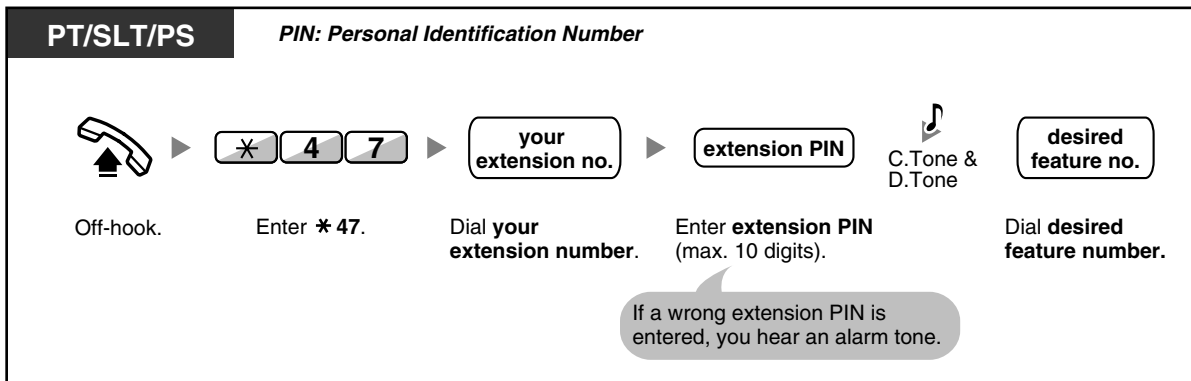 PT/SLT/PS
PIN: Personal Identification Number
* 4 7
your
extension no.
extension PIN
C.Tone &
D.Tone
desired
feature no.
Off-hook.
Enter * 47.
Dial your
extension number.
Enter extension PIN
(max. 10 digits).
Dial desired
feature number.
If a wrong extension PIN is
entered, you hear an alarm tone.